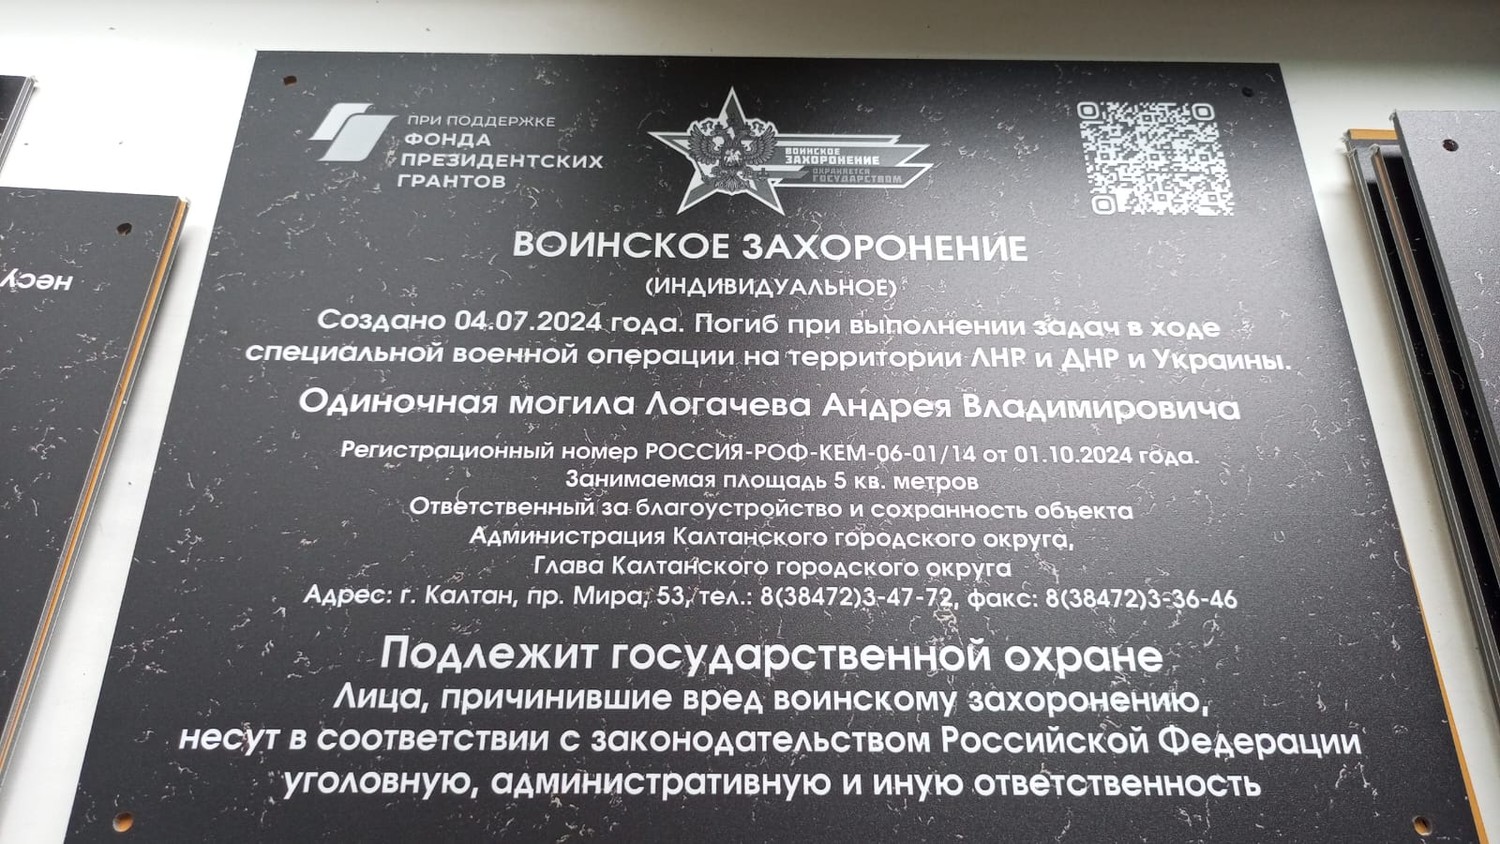 ПРИ ПОДДЕРЖКЕ
ФОНДА
ПРЕЗИДЕНТСКИХ
ГРАНТОВ
ВОИНСКОЕ
ЗАХОРОНЕНИЕ
ОХРАНЯЕТСЯ
ГОСУДАРСТВОМ
ВОИНСКОЕ ЗАХОРОНЕНИЕ
(ИНДИВИДУАЛЬНОЕ)
Создано 04.07.2024 года. Погиб при выполнении задач в ходе
специальной военной операции на территории ЛНР и ДНР и Украины.
Одиночная могила Логачева Андрея Владимировича
Регистрационный номер РОССИЯ-РОФ-КЕМ-06-01/14 от 01.10.2024 года.
Занимаемая площадь 5 кв. метров
Ответственный за благоустройство и сохранность объекта
Администрация Калтанского городского округа,
Глава Калтанского городского округа
Адрес: г. Калтан, пр. Мира, 53, тел.: 8(38472)3-47-72, факс: 8(38472)3-36-46
Подлежит государственной охране
Лица, причинившие вред воинскому захоронению,
несут в соответствии с законодательством Российской Федерации
уголовную, административную и иную ответственность
несу